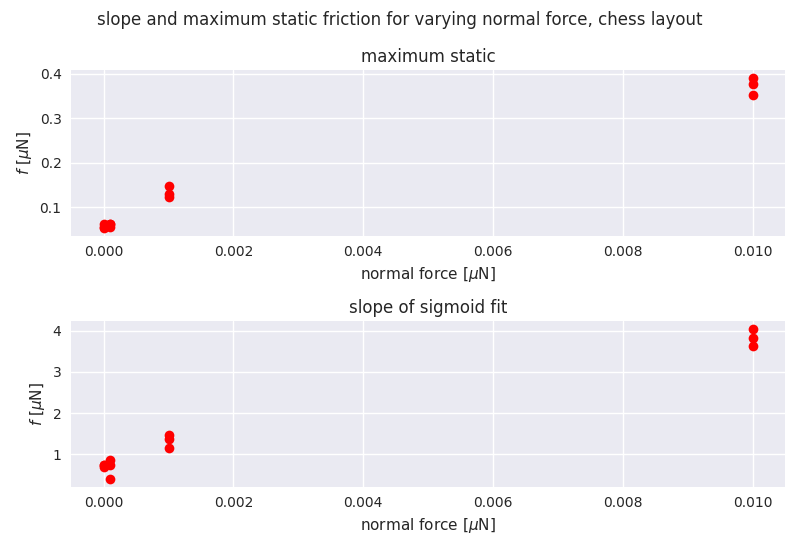 slope and maximum static friction for varying normal force, chess layout
maximum static
f [μN]
0.4
0.3
0.2
0.1
0.000 0.002 0.004 0.006 0.008 0.010
normal force [μN]
slope of sigmoid fit
f [μN]
4
3
2
1
0.000 0.002 0.004 0.006 0.008 0.010
normal force [μN]